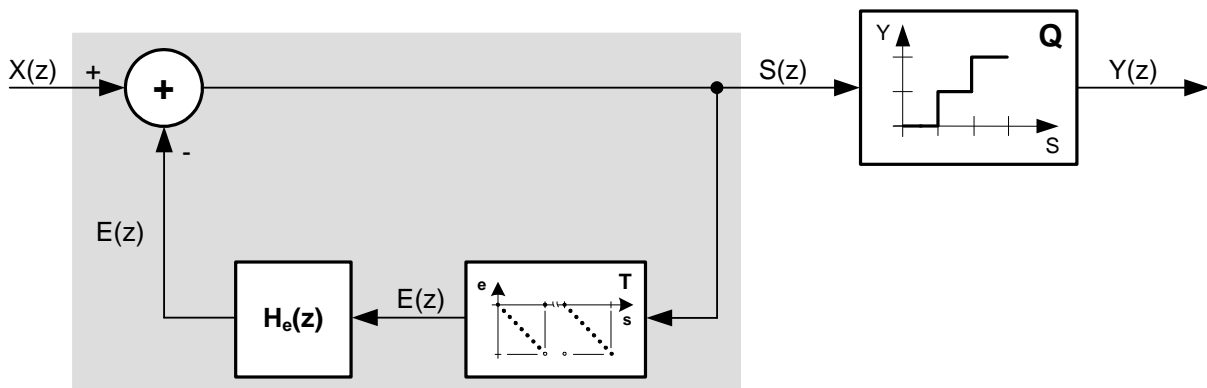 Y
Q
X(z)
+
+
S(z)
Y(z)
S
-
E(z)
E(z)
e
T
s
Hₑ(z)